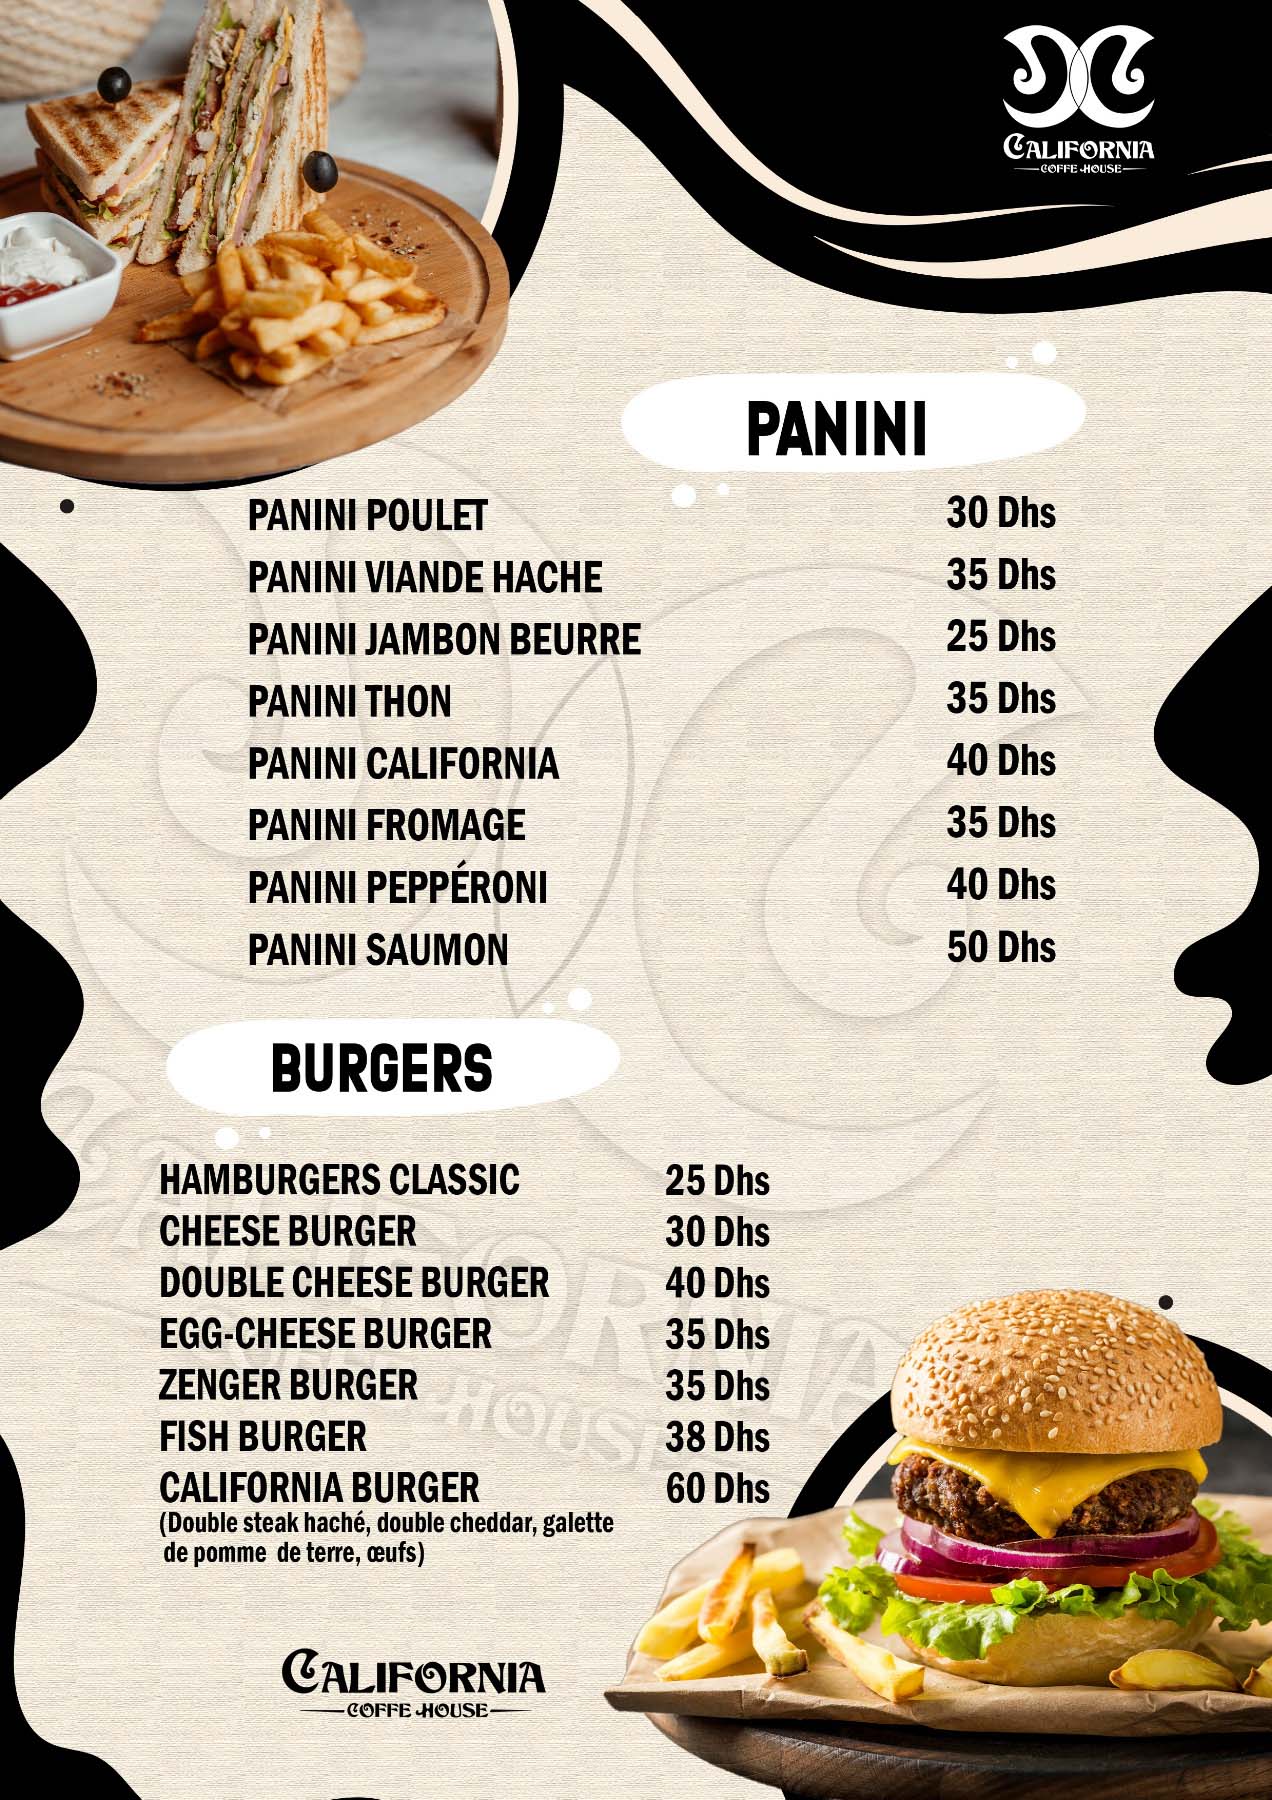 CALIFORNIA
COFFE HOUSE
PANINI
PANINI POULET 30 Dhs
PANINI VIANDE HACHE 35 Dhs
PANINI JAMBON BEURRE 25 Dhs
PANINI THON 35 Dhs
PANINI CALIFORNIA 40 Dhs
PANINI FROMAGE 35 Dhs
PANINI PEPPÉRONI 40 Dhs
PANINI SAUMON 50 Dhs
BURGERS
HAMBURGERS CLASSIC 25 Dhs
CHEESE BURGER 30 Dhs
DOUBLE CHEESE BURGER 40 Dhs
EGG-CHEESE BURGER 35 Dhs
ZENGER BURGER 35 Dhs
FISH BURGER 38 Dhs
CALIFORNIA BURGER 60 Dhs
(Double steak haché, double cheddar, galette
de pomme de terre, œufs)
CALIFORNIA
COFFE HOUSE
CALIFORNIA
COFFE HOUSE